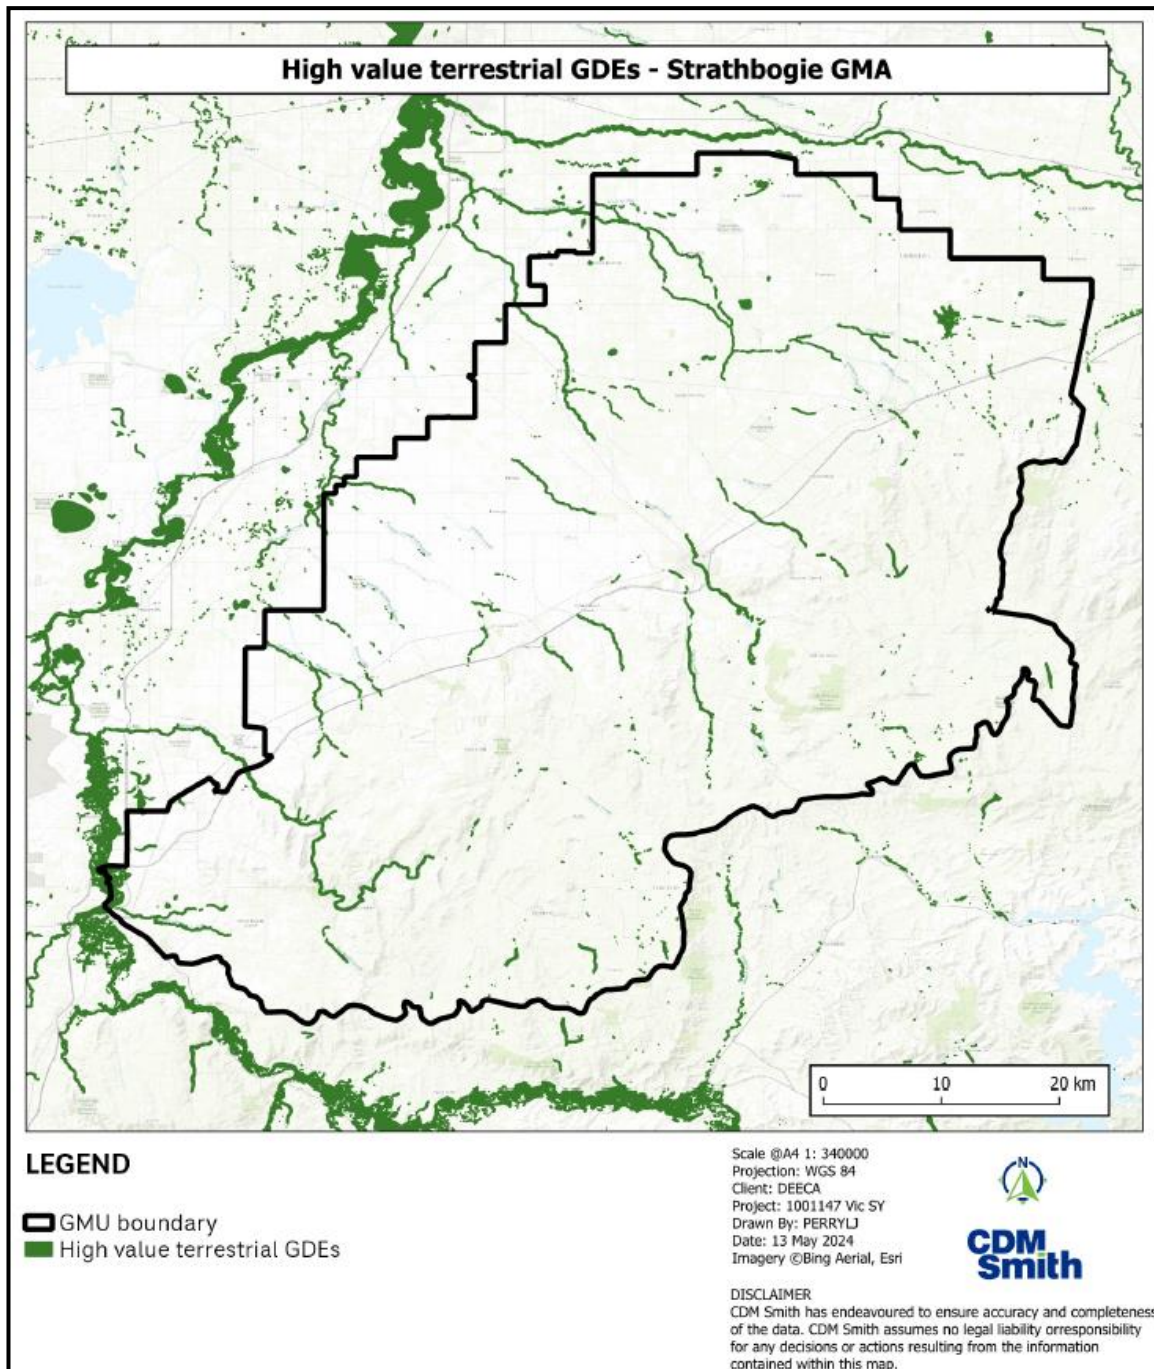 High value terrestrial GDEs - Strathbogie GMA
0 10 20 km
LEGEND
GMU boundary
High value terrestrial GDEs
Scale @A4 1: 340000
Projection: WGS 84
Client: DEECA
Project: 1001147 Vic SY
Drawn By: PERRYLJ
Date: 13 May 2024
Imagery ©Bing Aerial, Esri
N
CDM
Smith
DISCLAIMER
CDM Smith has endeavoured to ensure accuracy and completeness
of the data. CDM Smith assumes no legal liability orresponsibility
for any decisions or actions resulting from the information
contained within this map.